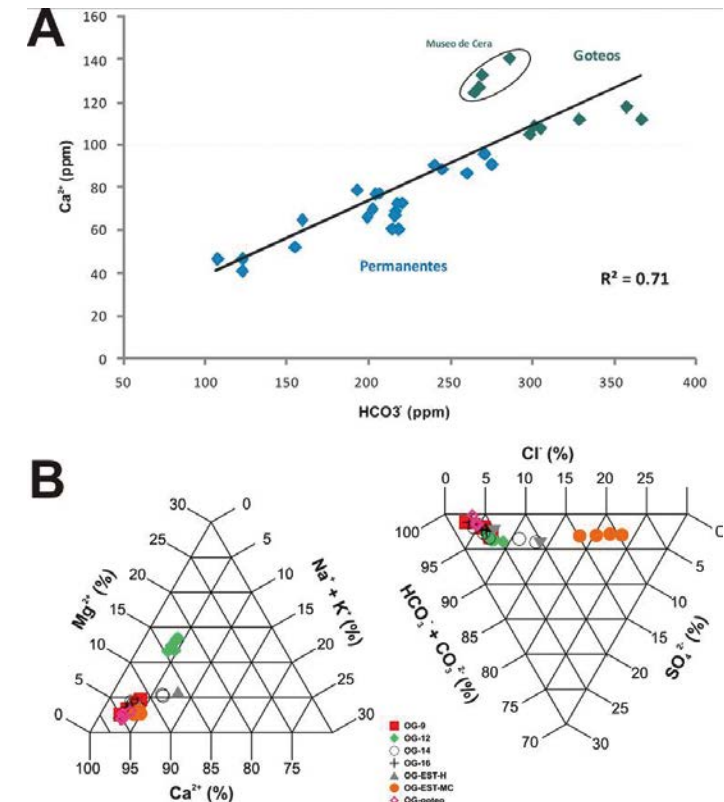 A
160
140
120
100
80
60
40
20
0
Ca²⁺ (ppm)
Museo de Cera
Goteos
Permanentes
R² = 0.71
50 100 150 200 250 300 350 400
HCO3⁻ (ppm)
B
30 0
25 5
20 10
15 15
10 20
5 25
0 30
Mg²⁺ (%)
Na⁺ + K⁺ (%)
100 95 90 85 80 75
Ca²⁺ (%)
Cl⁻ (%)
0 5 10 15 20 25
100
95 5
90 10
85 15
80 20
75 25
70 30
HCO₃⁻ + CO₃²⁻ (%)
SO₄²⁻ (%)
OG-9
OG-12
OG-14
OG-16
OG-EST-H
OG-EST-MC
OG-goteo